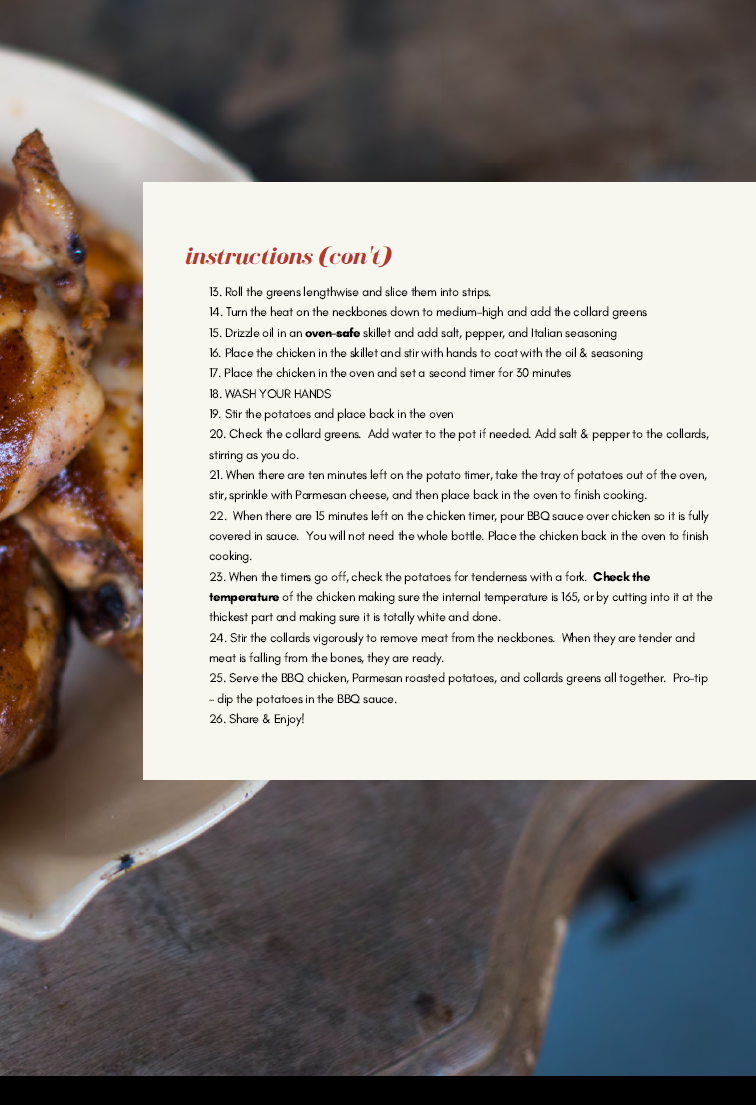 instructions (con't)
13. Roll the greens lengthwise and slice them into strips.
14. Turn the heat on the neckbones down to medium-high and add the collard greens
15. Drizzle oil in an oven-safe skillet and add salt, pepper, and Italian seasoning
16. Place the chicken in the skillet and stir with hands to coat with the oil & seasoning
17. Place the chicken in the oven and set a second timer for 30 minutes
18. WASH YOUR HANDS
19. Stir the potatoes and place back in the oven
20. Check the collard greens.  Add water to the pot if needed. Add salt & pepper to the collards,
stirring as you do.
21. When there are ten minutes left on the potato timer, take the tray of potatoes out of the oven,
stir, sprinkle with Parmesan cheese, and then place back in the oven to finish cooking.
22.  When there are 15 minutes left on the chicken timer, pour BBQ sauce over chicken so it is fully
covered in sauce.  You will not need the whole bottle. Place the chicken back in the oven to finish
cooking.
23. When the timers go off, check the potatoes for tenderness with a fork.  Check the
temperature of the chicken making sure the internal temperature is 165, or by cutting into it at the
thickest part and making sure it is totally white and done.
24. Stir the collards vigorously to remove meat from the neckbones.  When they are tender and
meat is falling from the bones, they are ready.
25. Serve the BBQ chicken, Parmesan roasted potatoes, and collards greens all together.  Pro-tip
– dip the potatoes in the BBQ sauce.
26. Share & Enjoy!